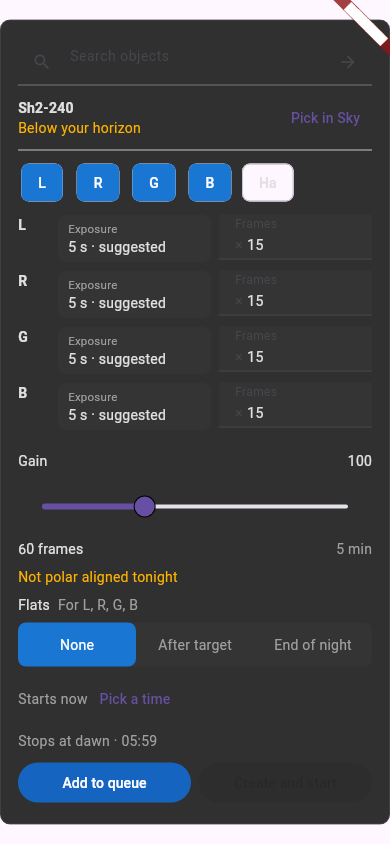 Search objects
Sh2-240
Below your horizon
Pick in Sky
L R G B Ha
L
Exposure
5 s · suggested
Frames
× 15
R
Exposure
5 s · suggested
Frames
× 15
G
Exposure
5 s · suggested
Frames
× 15
B
Exposure
5 s · suggested
Frames
× 15
Gain 100
60 frames 5 min
Not polar aligned tonight
Flats For L, R, G, B
None After target End of night
Starts now Pick a time
Stops at dawn · 05:59
Add to queue Create and start